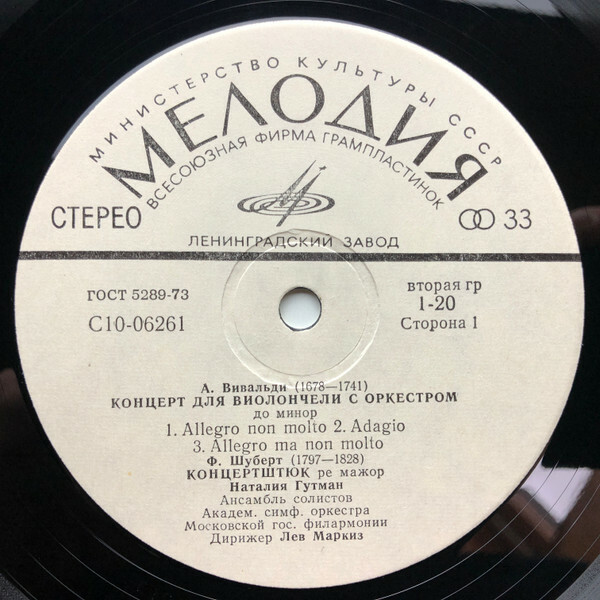 МИНИСТЕРСТВО КУЛЬТУРЫ СССР
МЕЛОДИЯ
ВСЕСОЮЗНАЯ ФИРМА ГРАМПЛАСТИНОК
СТЕРЕО
33
ЛЕНИНГРАДСКИЙ ЗАВОД
ГОСТ 5289-73
С10-06261
вторая гр
1-20
Сторона 1
А. Вивальди (1678—1741)
КОНЦЕРТ ДЛЯ ВИОЛОНЧЕЛИ С ОРКЕСТРОМ
до минор
1. Allegro non molto 2. Adagio
3. Allegro ma non molto
Ф. Шуберт (1797—1828)
КОНЦЕРТШТЮК ре мажор
Наталия Гутман
Ансамбль солистов
Академ. симф. оркестра
Московской гос. филармонии
Дирижер Лев Маркиз